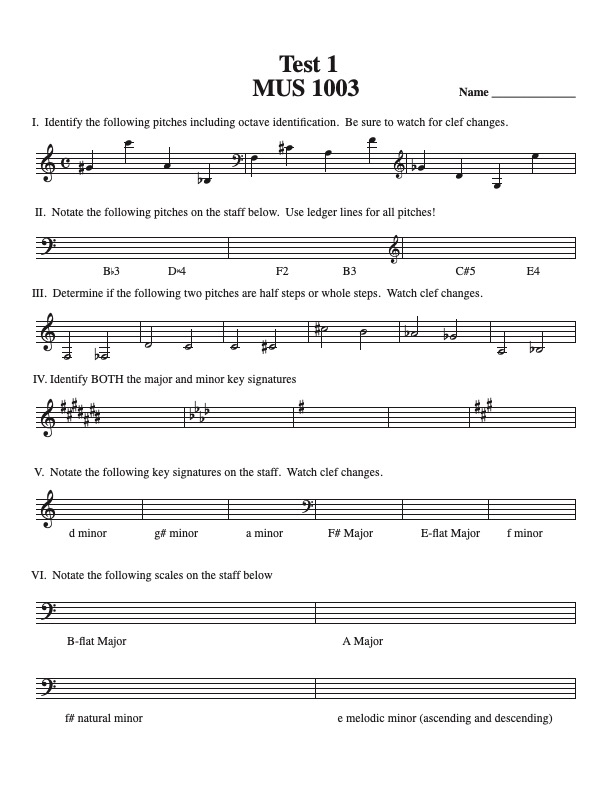 Test 1
MUS 1003
Name ______________
I. Identify the following pitches including octave identification. Be sure to watch for clef changes.
II. Notate the following pitches on the staff below. Use ledger lines for all pitches!
B♭3 D𝄪4 F2 B3 C#5 E4
III. Determine if the following two pitches are half steps or whole steps. Watch clef changes.
IV. Identify BOTH the major and minor key signatures
V. Notate the following key signatures on the staff. Watch clef changes.
d minor g# minor a minor F# Major E-flat Major f minor
VI. Notate the following scales on the staff below
B-flat Major A Major
f# natural minor e melodic minor (ascending and descending)